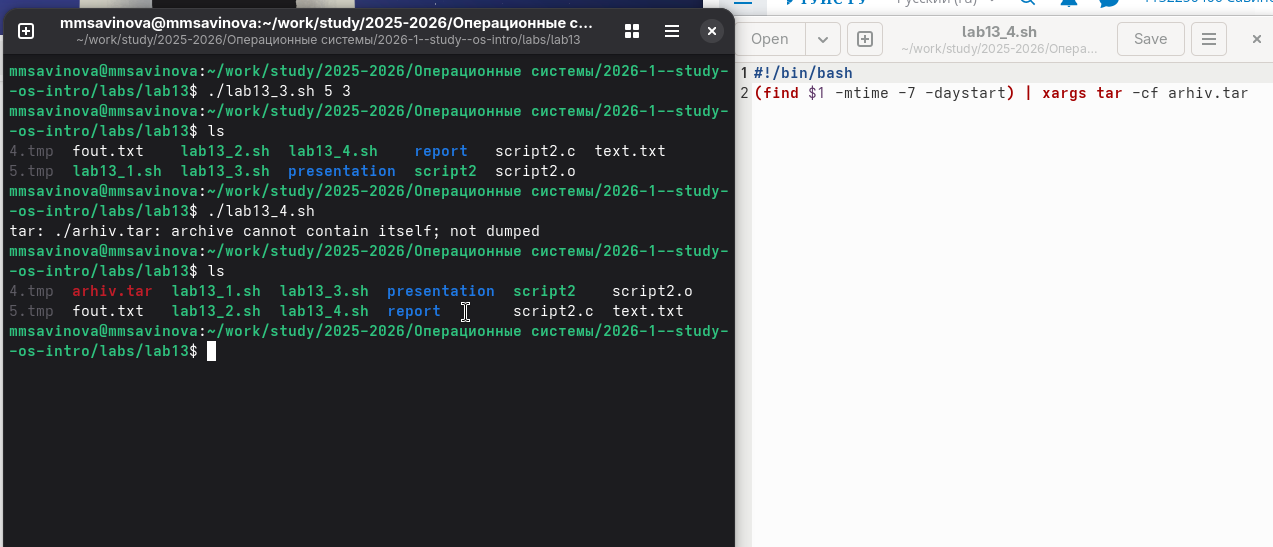 mmsavinova@mmsavinova:~/work/study/2025-2026/Операционные с...
~/work/study/2025-2026/Операционные системы/2026-1--study--os-intro/labs/lab13
mmsavinova@mmsavinova:~/work/study/2025-2026/Операционные системы/2026-1--study-
-os-intro/labs/lab13$ ./lab13_3.sh 5 3
mmsavinova@mmsavinova:~/work/study/2025-2026/Операционные системы/2026-1--study-
-os-intro/labs/lab13$ ls
4.tmp fout.txt lab13_2.sh lab13_4.sh report script2.c text.txt
5.tmp lab13_1.sh lab13_3.sh presentation script2 script2.o
mmsavinova@mmsavinova:~/work/study/2025-2026/Операционные системы/2026-1--study-
-os-intro/labs/lab13$ ./lab13_4.sh
tar: ./arhiv.tar: archive cannot contain itself; not dumped
mmsavinova@mmsavinova:~/work/study/2025-2026/Операционные системы/2026-1--study-
-os-intro/labs/lab13$ ls
4.tmp arhiv.tar lab13_1.sh lab13_3.sh presentation script2 script2.o
5.tmp fout.txt lab13_2.sh lab13_4.sh report script2.c text.txt
mmsavinova@mmsavinova:~/work/study/2025-2026/Операционные системы/2026-1--study-
-os-intro/labs/lab13$
Русский (ru)
Open
lab13_4.sh
~/work/study/2025-2026/Опера...
Save
1 #!/bin/bash
2 (find $1 -mtime -7 -daystart) | xargs tar -cf arhiv.tar